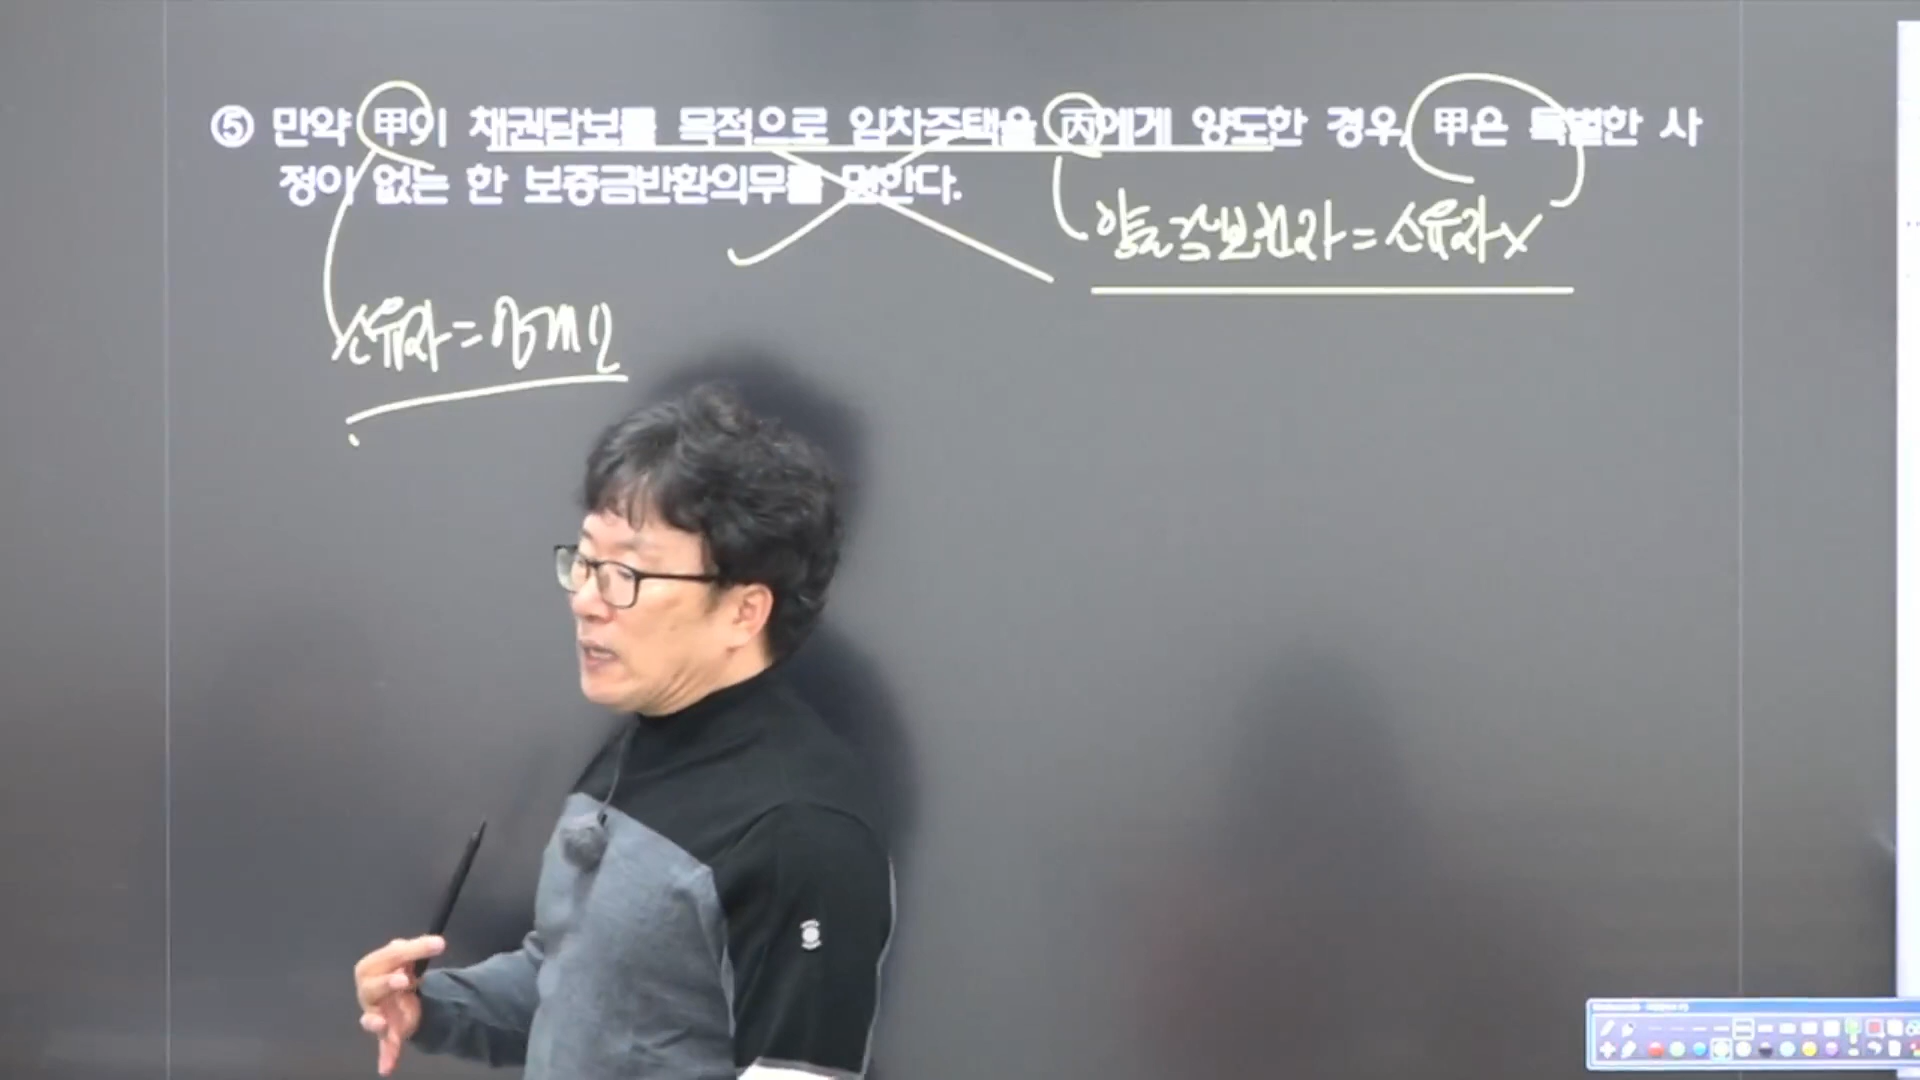 ⑤ 만약 甲이 채권담보를 목적으로 임차주택을 丙에게 양도한 경우, 甲은 특별한 사
정이 없는 한 보증금반환의무를 면한다.
양도담보권자=소유자x
소유자=임대인